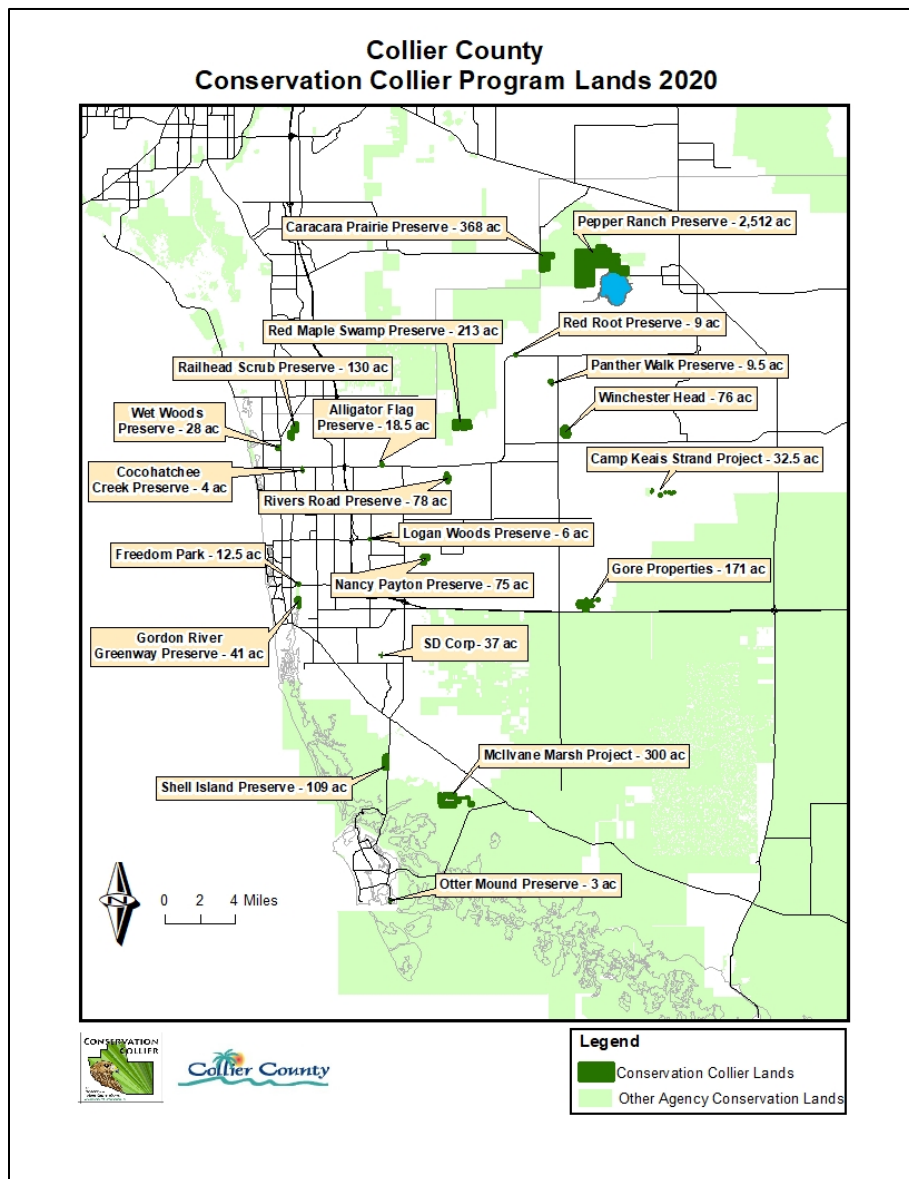 Collier County
Conservation Collier Program Lands 2020
Caracara Prairie Preserve - 368 ac
Pepper Ranch Preserve - 2,512 ac
Red Maple Swamp Preserve - 213 ac
Red Root Preserve - 9 ac
Railhead Scrub Preserve - 130 ac
Panther Walk Preserve - 9.5 ac
Wet Woods
Preserve - 28 ac
Alligator Flag
Preserve - 18.5 ac
Winchester Head - 76 ac
Cocohatchee
Creek Preserve - 4 ac
Camp Keais Strand Project - 32.5 ac
Rivers Road Preserve - 78 ac
Logan Woods Preserve - 6 ac
Freedom Park - 12.5 ac
Nancy Payton Preserve - 75 ac
Gore Properties - 171 ac
Gordon River
Greenway Preserve - 41 ac
SD Corp- 37 ac
McIlvane Marsh Project - 300 ac
Shell Island Preserve - 109 ac
Otter Mound Preserve - 3 ac
N
0 2 4 Miles
CONSERVATION
COLLIER
Collier County
Legend
Conservation Collier Lands
Other Agency Conservation Lands